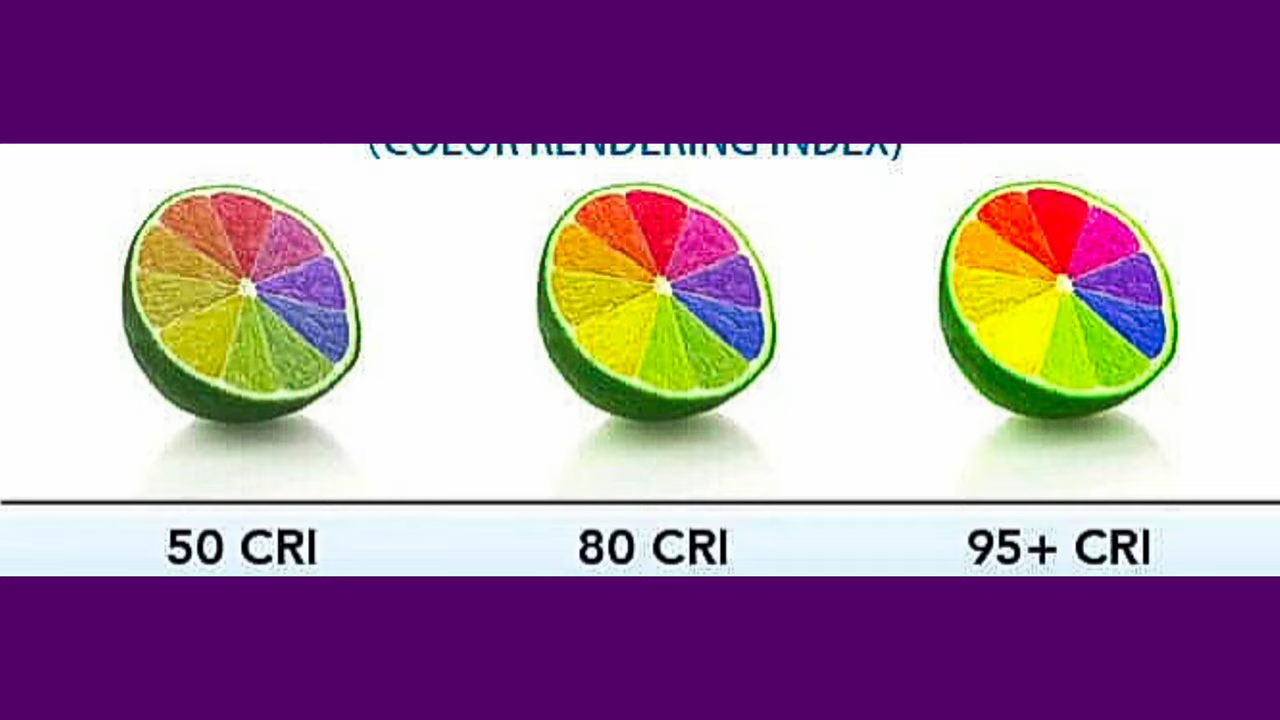 (COLOR RENDERING INDEX)
50 CRI
80 CRI
95+ CRI